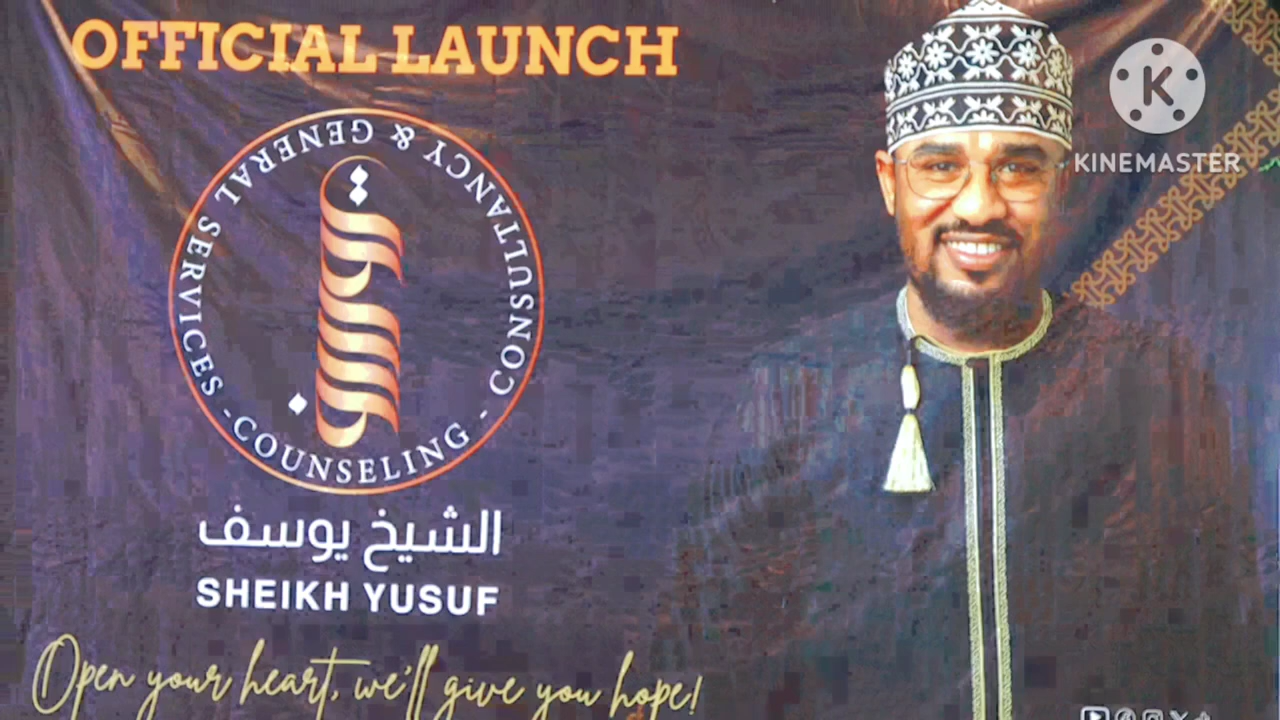 OFFICIAL LAUNCH
COUNSELING - CONSULTANCY & GENERAL SERVICES -
الشيخ يوسف
SHEIKH YUSUF
Open your heart, we'll give you hope!
K
KINEMASTER